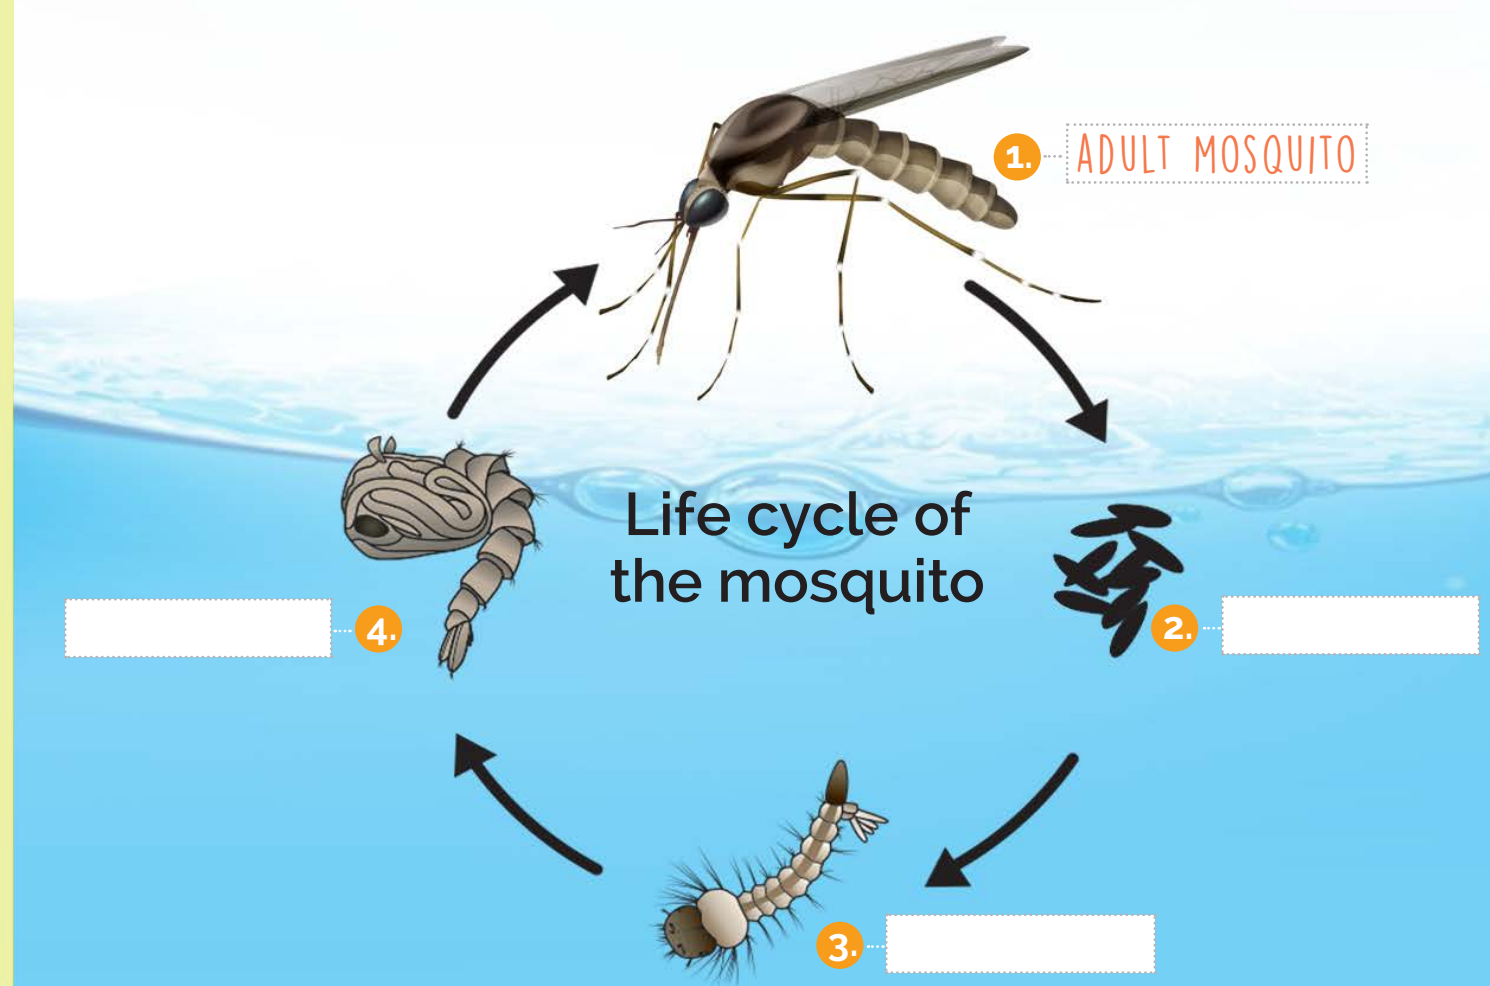 1. ADULT MOSQUITO
Life cycle of
the mosquito
4.
2.
3.